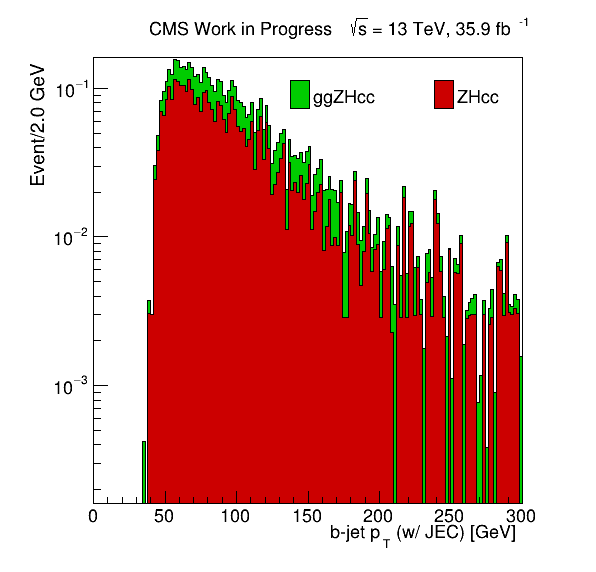 CMS Work in Progress √s = 13 TeV, 35.9 fb⁻¹
Event/2.0 GeV
ggZHcc ZHcc
10⁻¹
10⁻²
10⁻³
0 50 100 150 200 250 300
b-jet p_T (w/ JEC) [GeV]